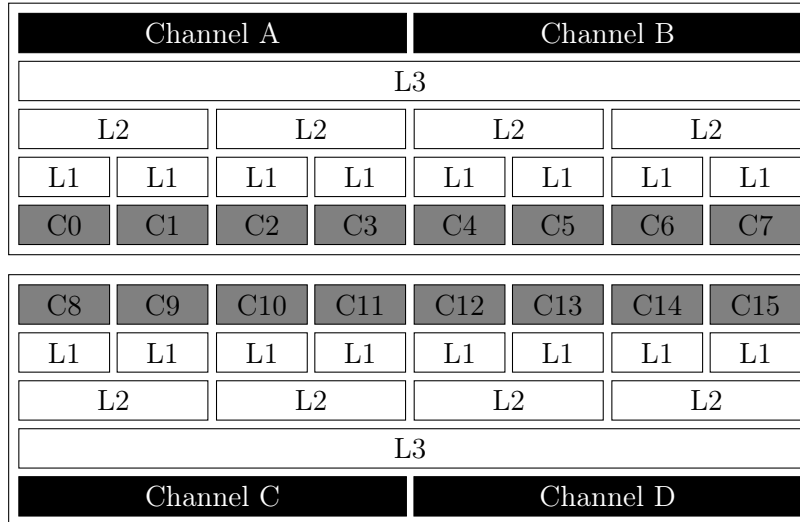 Channel A Channel B
L3
L2 L2 L2 L2
L1 L1 L1 L1 L1 L1 L1 L1
C0 C1 C2 C3 C4 C5 C6 C7
C8 C9 C10 C11 C12 C13 C14 C15
L1 L1 L1 L1 L1 L1 L1 L1
L2 L2 L2 L2
L3
Channel C Channel D